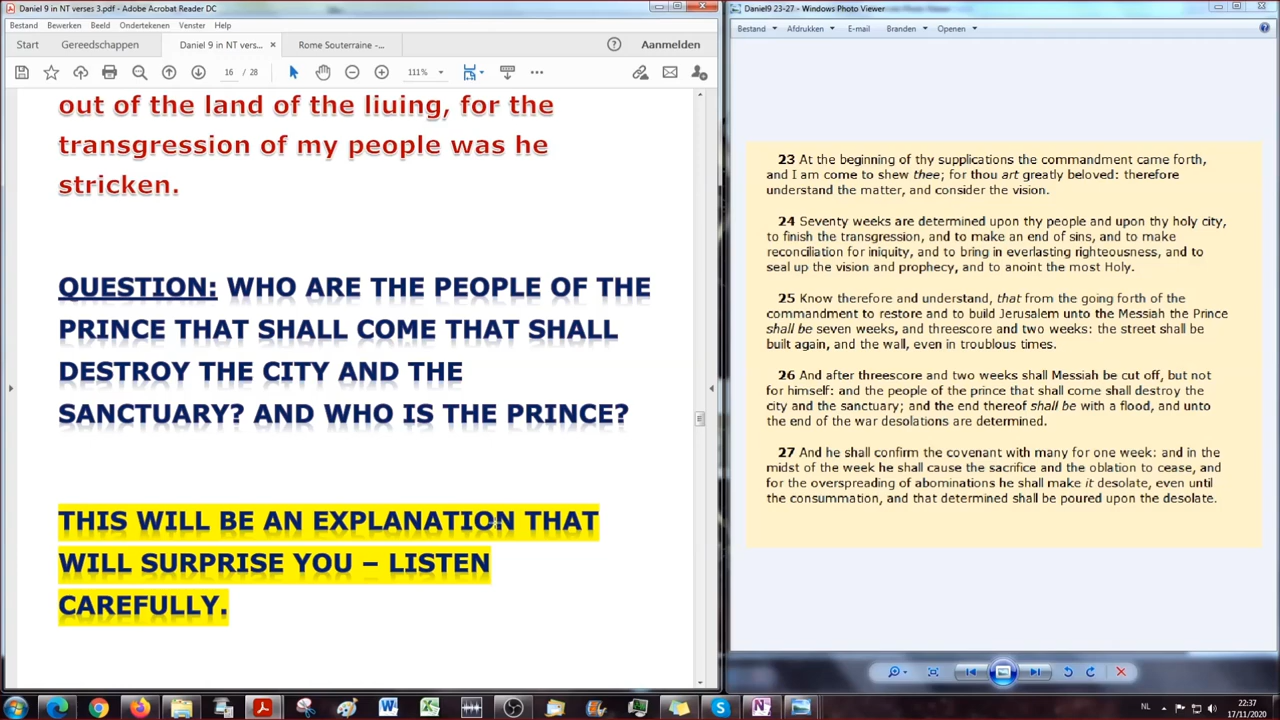 Daniel 9 in NT verses 3.pdf - Adobe Acrobat Reader DC
Bestand Bewerken Beeld Ondertekenen Venster Help
Start Gereedschappen Daniel 9 in NT vers... × Rome Souterraine -... Aanmelden
16 / 28 111%
out of the land of the liuing, for the
transgression of my people was he
stricken.
QUESTION: WHO ARE THE PEOPLE OF THE
PRINCE THAT SHALL COME THAT SHALL
DESTROY THE CITY AND THE
SANCTUARY? AND WHO IS THE PRINCE?
THIS WILL BE AN EXPLANATION THAT
WILL SURPRISE YOU – LISTEN
CAREFULLY.
Daniel9 23-27 - Windows Photo Viewer
Bestand Afdrukken E-mail Branden Openen
23 At the beginning of thy supplications the commandment came forth,
and I am come to shew thee; for thou art greatly beloved: therefore
understand the matter, and consider the vision.
24 Seventy weeks are determined upon thy people and upon thy holy city,
to finish the transgression, and to make an end of sins, and to make
reconciliation for iniquity, and to bring in everlasting righteousness, and to
seal up the vision and prophecy, and to anoint the most Holy.
25 Know therefore and understand, that from the going forth of the
commandment to restore and to build Jerusalem unto the Messiah the Prince
shall be seven weeks, and threescore and two weeks: the street shall be
built again, and the wall, even in troublous times.
26 And after threescore and two weeks shall Messiah be cut off, but not
for himself: and the people of the prince that shall come shall destroy the
city and the sanctuary; and the end thereof shall be with a flood, and unto
the end of the war desolations are determined.
27 And he shall confirm the covenant with many for one week: and in the
midst of the week he shall cause the sacrifice and the oblation to cease, and
for the overspreading of abominations he shall make it desolate, even until
the consummation, and that determined shall be poured upon the desolate.
NL
22:37
17/11/2020